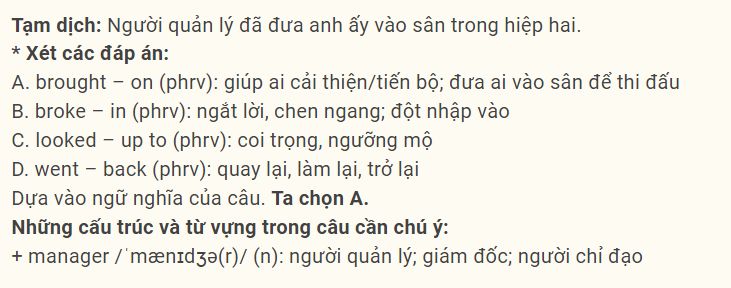 Tạm dịch: Người quản lý đã đưa anh ấy vào sân trong hiệp hai.
* Xét các đáp án:
A. brought – on (phrv): giúp ai cải thiện/tiến bộ; đưa ai vào sân để thi đấu
B. broke – in (phrv): ngắt lời, chen ngang; đột nhập vào
C. looked – up to (phrv): coi trọng, ngưỡng mộ
D. went – back (phrv): quay lại, làm lại, trở lại
Dựa vào ngữ nghĩa của câu. Ta chọn A.
Những cấu trúc và từ vựng trong câu cần chú ý:
+ manager /ˈmænɪdʒə(r)/ (n): người quản lý; giám đốc; người chỉ đạo